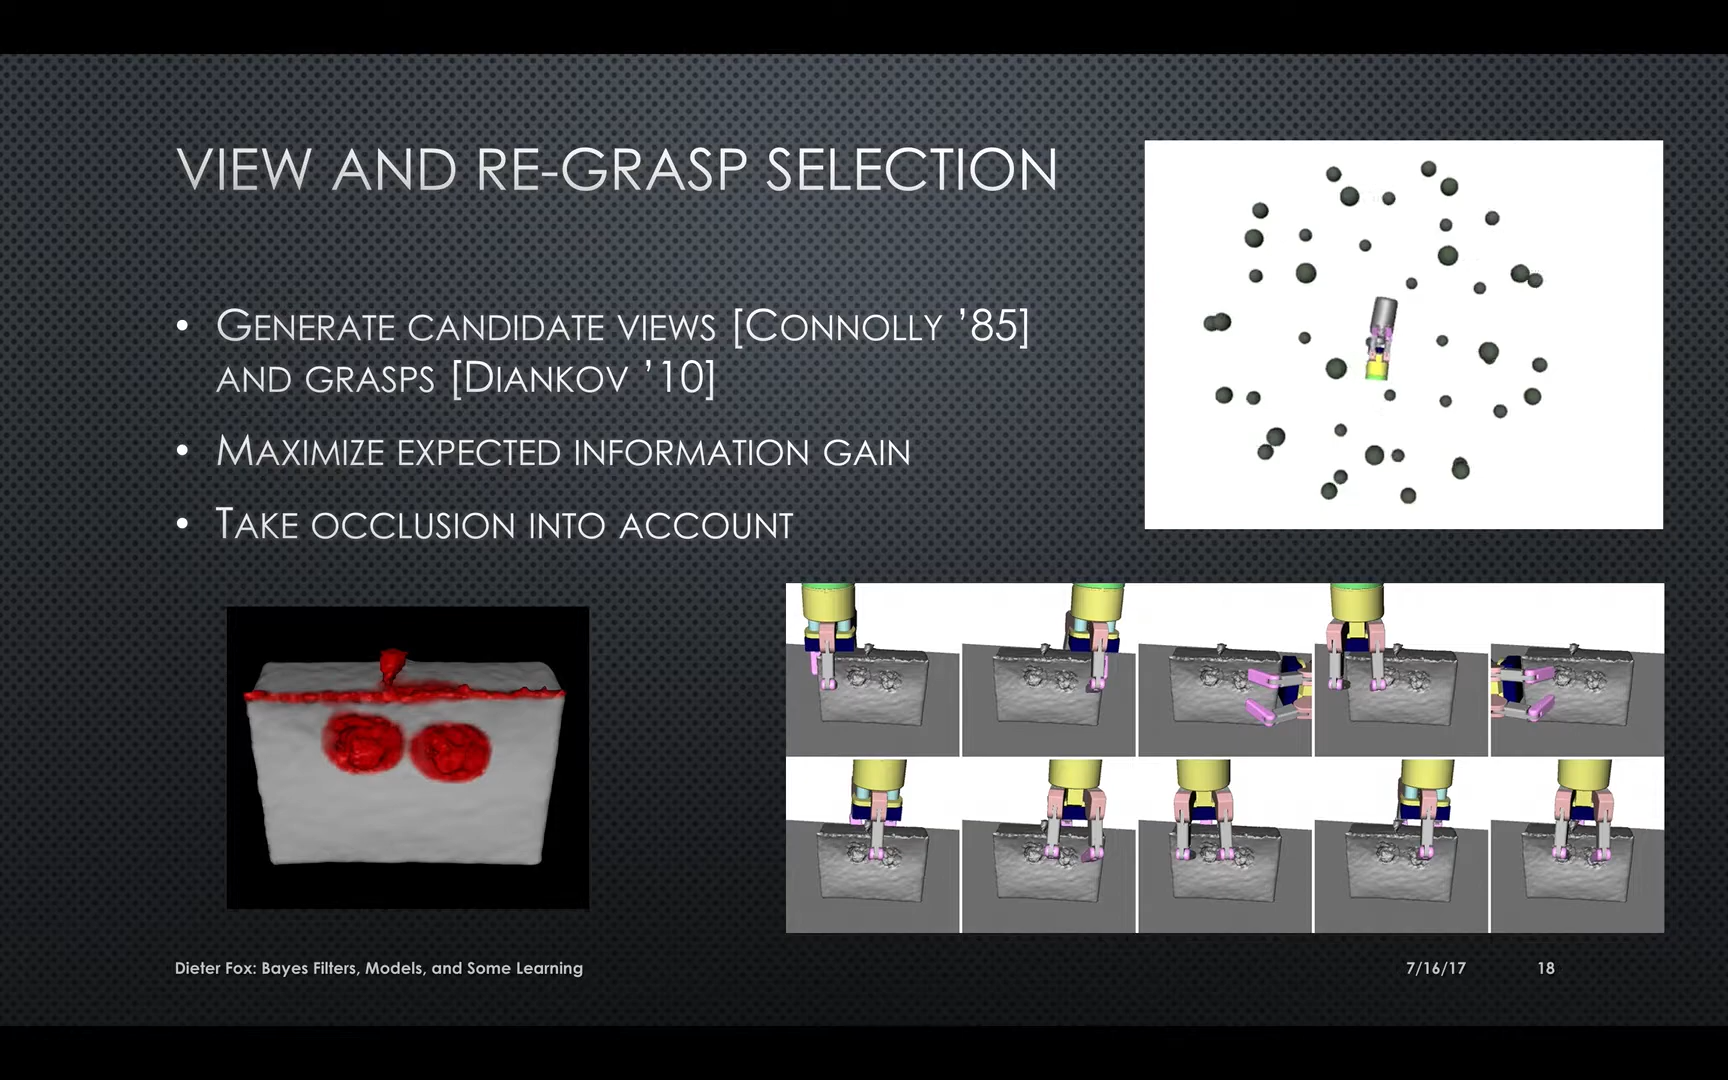 VIEW AND RE-GRASP SELECTION
• GENERATE CANDIDATE VIEWS [CONNOLLY ’85]
AND GRASPS [DIANKOV ’10]
• MAXIMIZE EXPECTED INFORMATION GAIN
• TAKE OCCLUSION INTO ACCOUNT
Dieter Fox: Bayes Filters, Models, and Some Learning
7/16/17
18